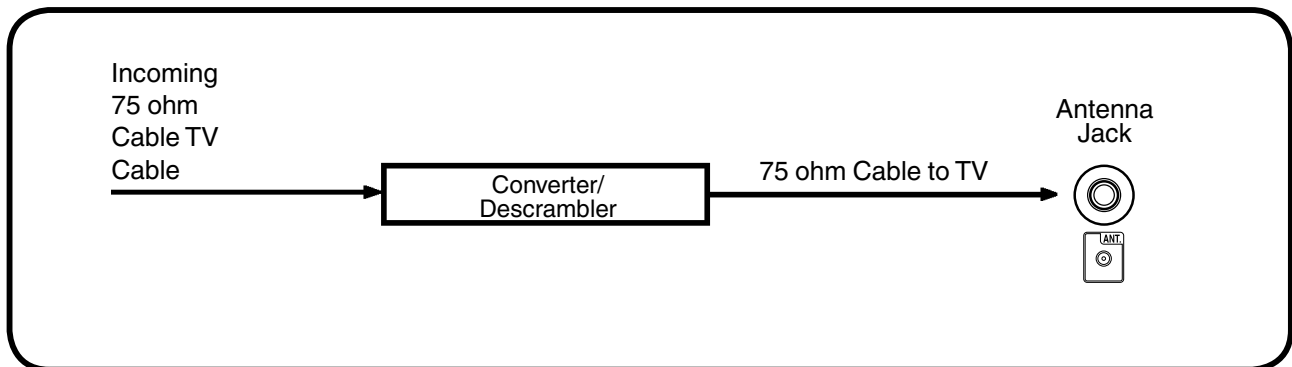 Incoming
75 ohm
Cable TV
Cable
Converter/
Descrambler
75 ohm Cable to TV
Antenna
Jack
ANT.